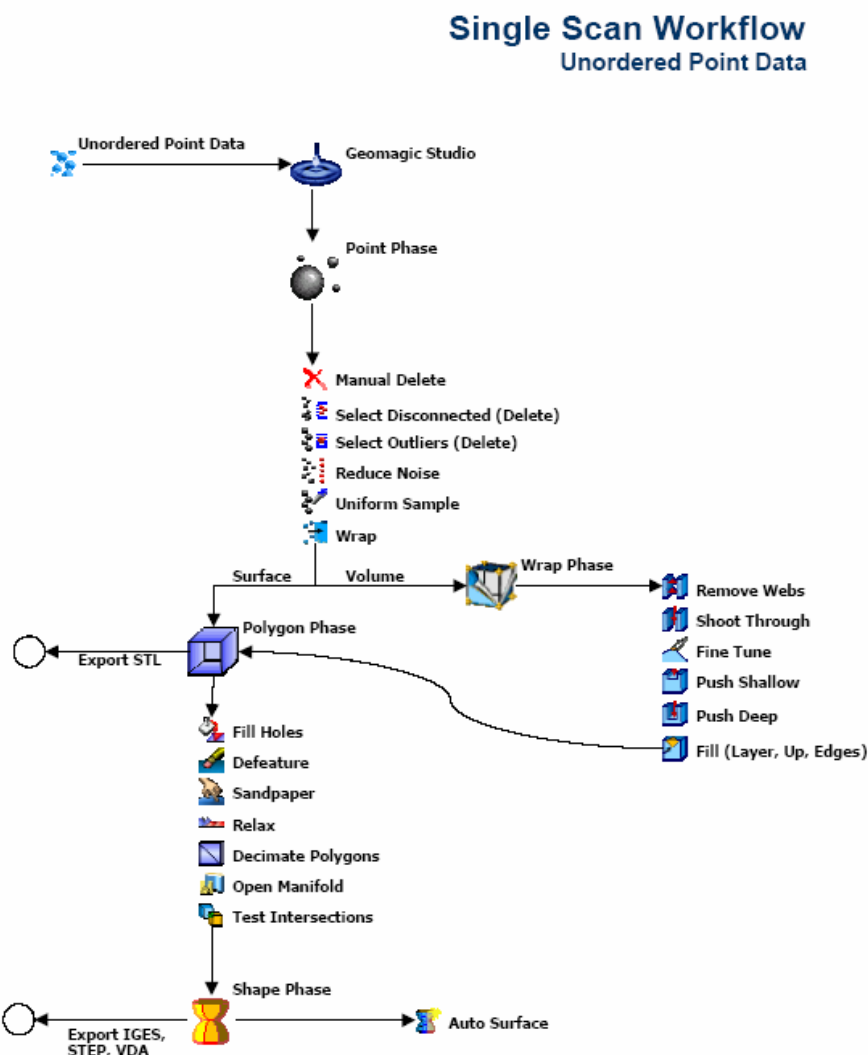 Single Scan Workflow
Unordered Point Data
Unordered Point Data
Geomagic Studio
Point Phase
Manual Delete
Select Disconnected (Delete)
Select Outliers (Delete)
Reduce Noise
Uniform Sample
Wrap
Surface
Volume
Wrap Phase
Remove Webs
Shoot Through
Fine Tune
Push Shallow
Push Deep
Fill (Layer, Up, Edges)
Polygon Phase
Export STL
Fill Holes
Defeature
Sandpaper
Relax
Decimate Polygons
Open Manifold
Test Intersections
Shape Phase
Export IGES,
STEP, VDA
Auto Surface